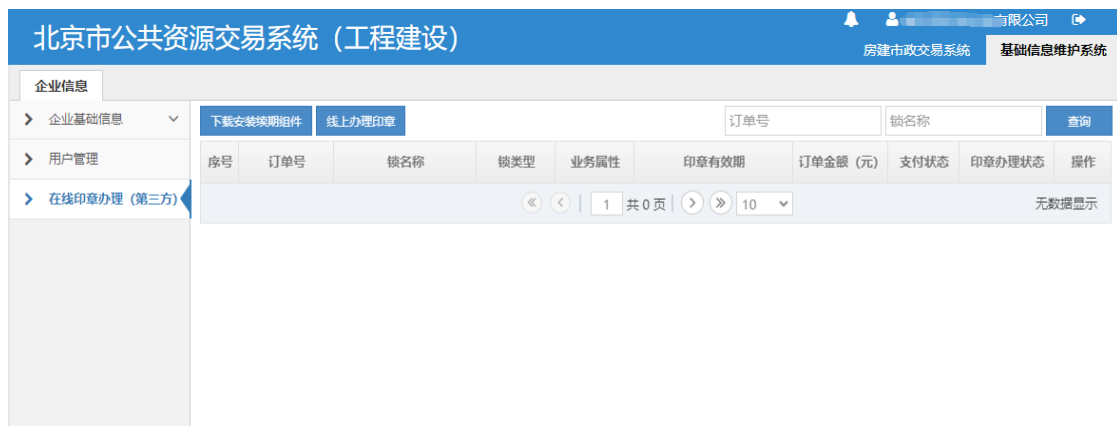 北京市公共资源交易系统（工程建设）
有限公司
房建市政交易系统 基础信息维护系统
企业信息
企业基础信息
用户管理
在线印章办理（第三方）
下载安装续期组件 线上办理印章 订单号 锁名称 查询
序号 订单号 锁名称 锁类型 业务属性 印章有效期 订单金额（元） 支付状态 印章办理状态 操作
1 共 0 页 10 无数据显示